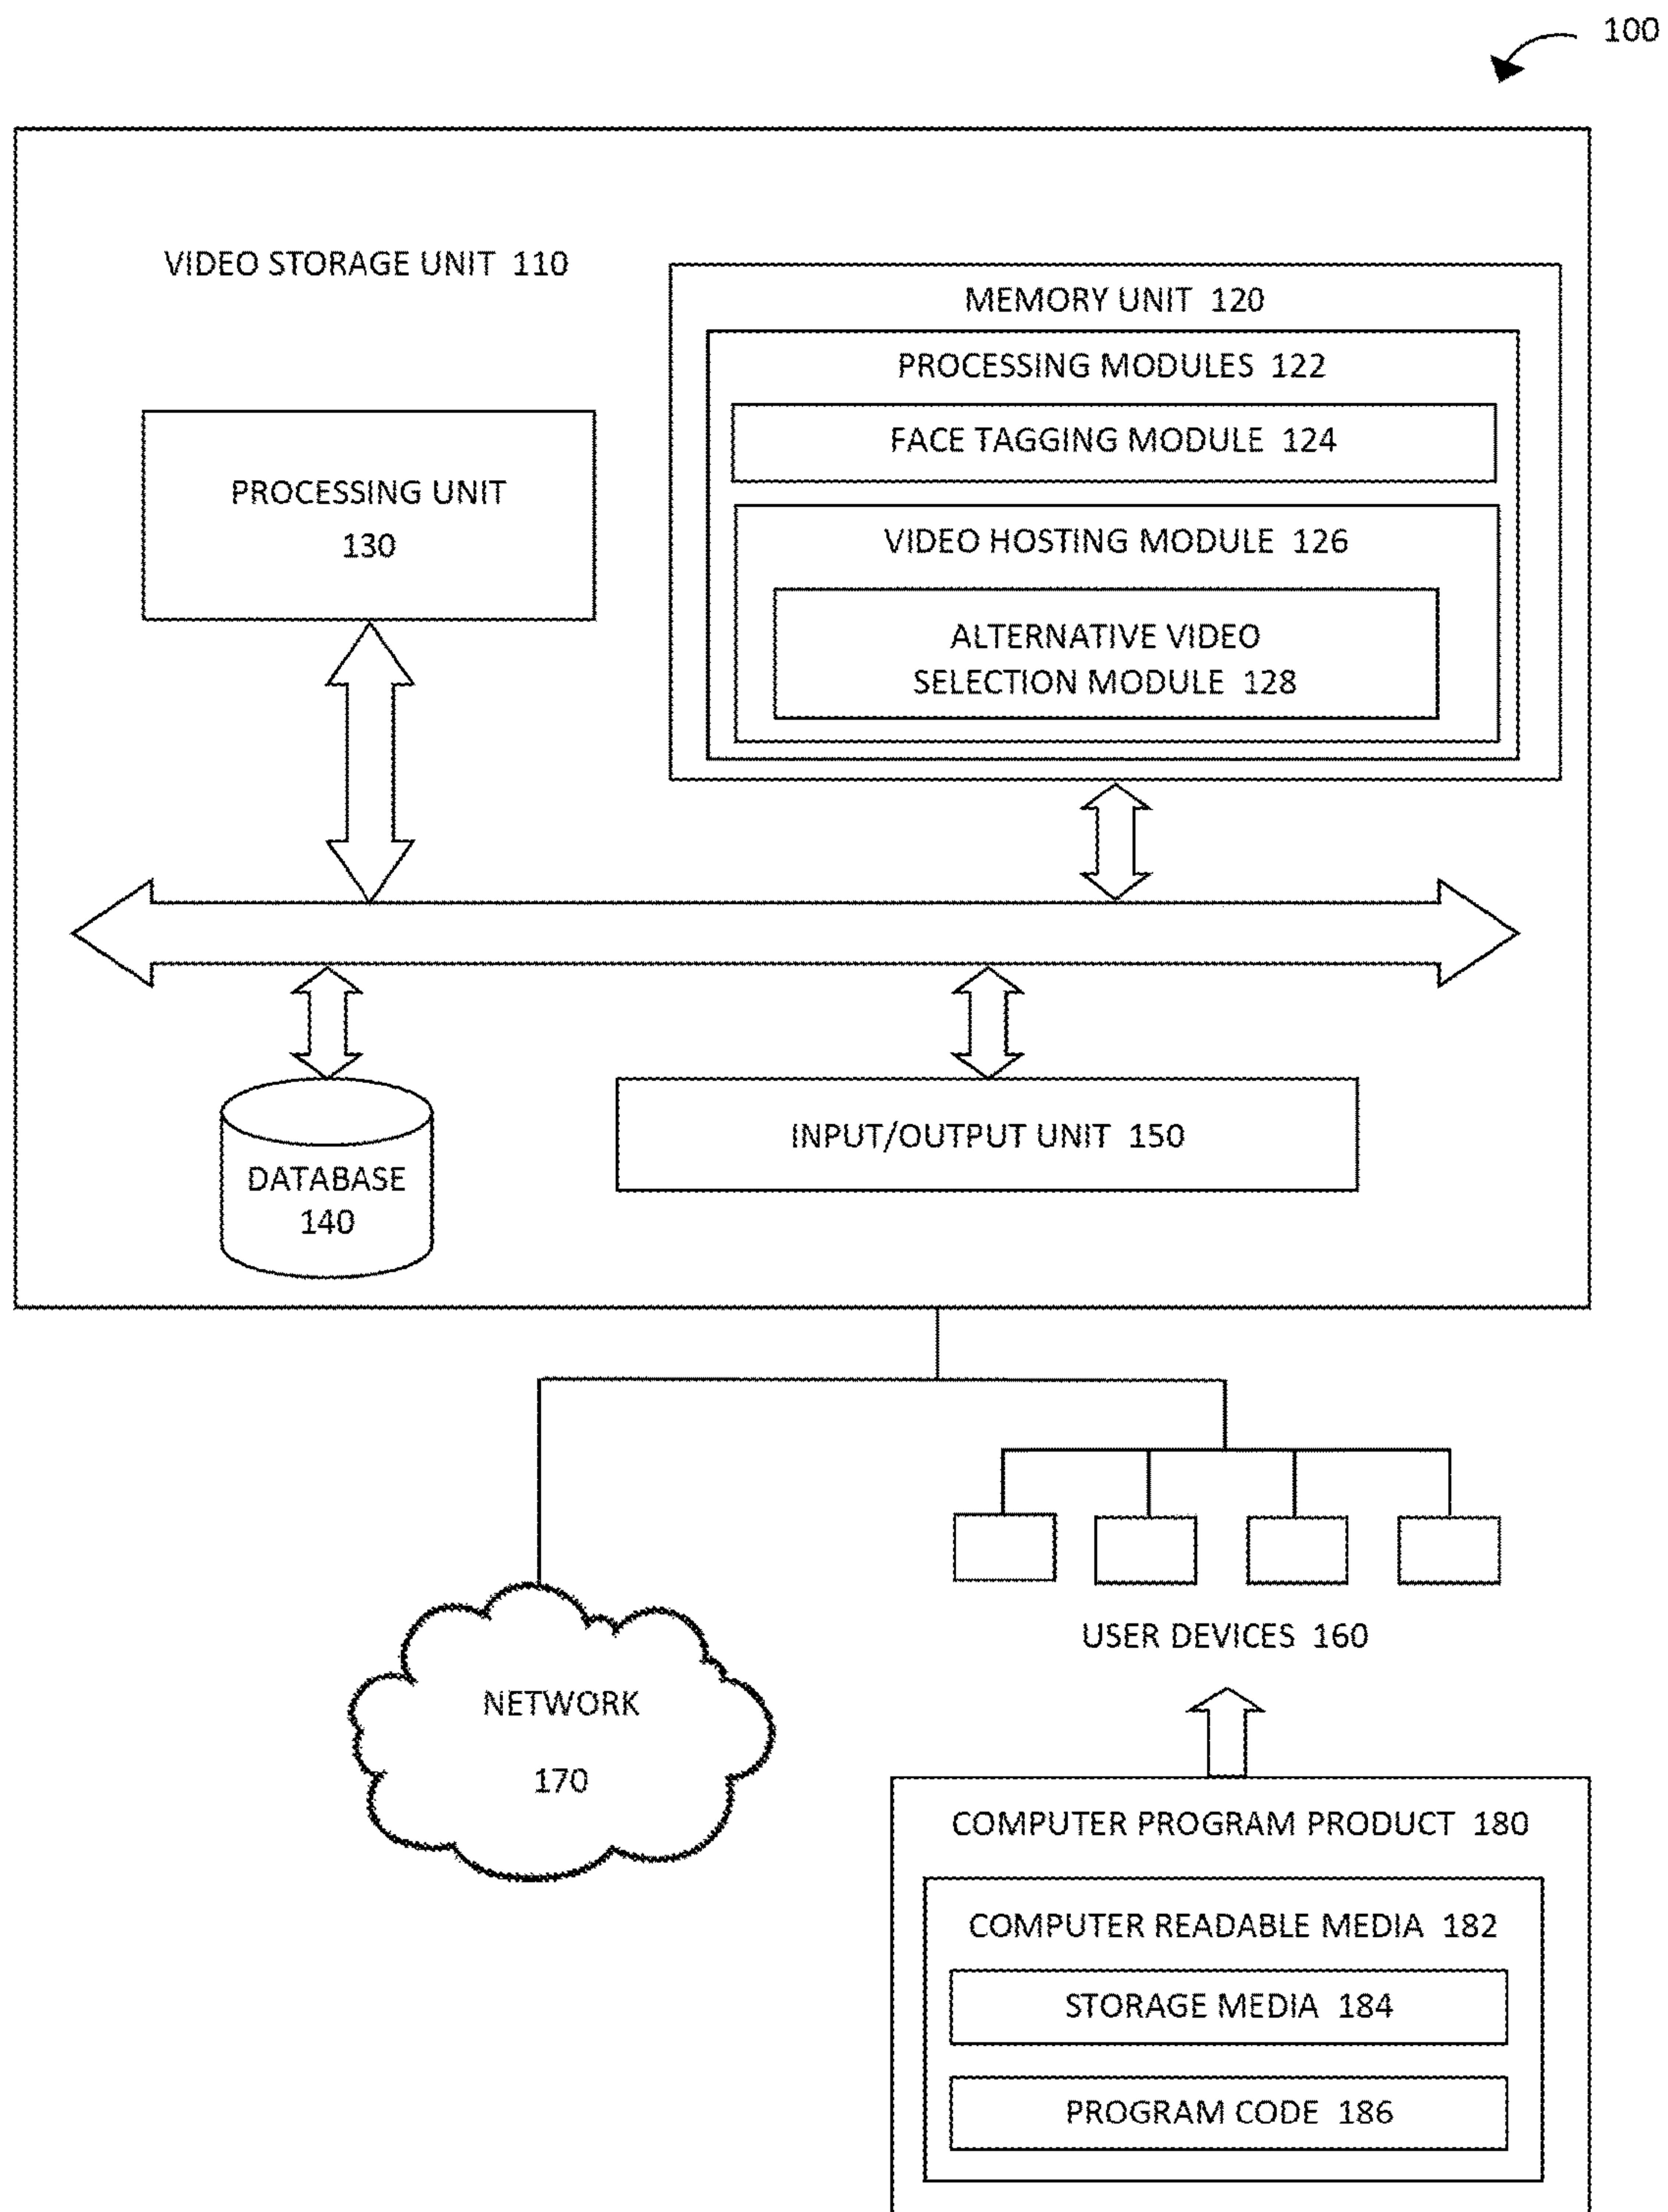 100
VIDEO STORAGE UNIT 110
MEMORY UNIT 120
PROCESSING MODULES 122
FACE TAGGING MODULE 124
PROCESSING UNIT
130
VIDEO HOSTING MODULE 126
ALTERNATIVE VIDEO
SELECTION MODULE 128
INPUT/OUTPUT UNIT 150
DATABASE
140
USER DEVICES 160
NETWORK
170
COMPUTER PROGRAM PRODUCT 180
COMPUTER READABLE MEDIA 182
STORAGE MEDIA 184
PROGRAM CODE 186